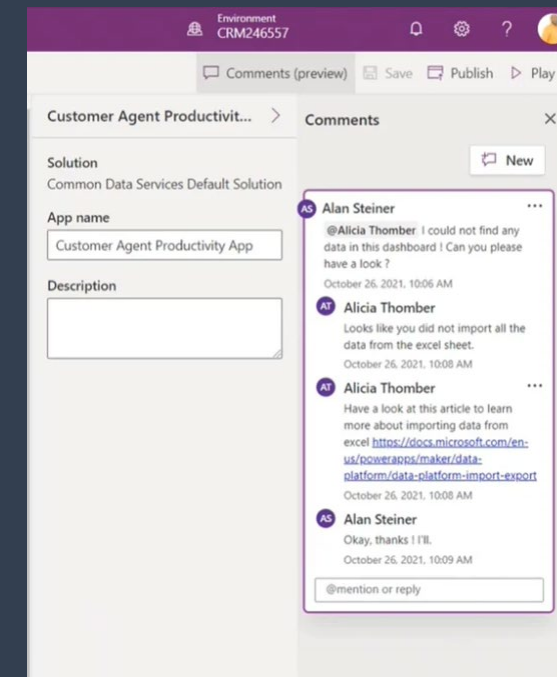 Environment
CRM246557
?
Comments (preview) Save Publish Play
Customer Agent Productivit...
Solution
Common Data Services Default Solution
App name
Customer Agent Productivity App
Description
Comments
New
AS Alan Steiner
@Alicia Thomber I could not find any
data in this dashboard ! Can you please
have a look ?
October 26, 2021, 10:06 AM
AT Alicia Thomber
Looks like you did not import all the
data from the excel sheet.
October 26, 2021, 10:08 AM
AT Alicia Thomber
Have a look at this article to learn
more about importing data from
excel https://docs.microsoft.com/en-
us/powerapps/maker/data-
platform/data-platform-import-export
October 26, 2021, 10:08 AM
AS Alan Steiner
Okay, thanks ! I'll.
October 26, 2021, 10:09 AM
@mention or reply